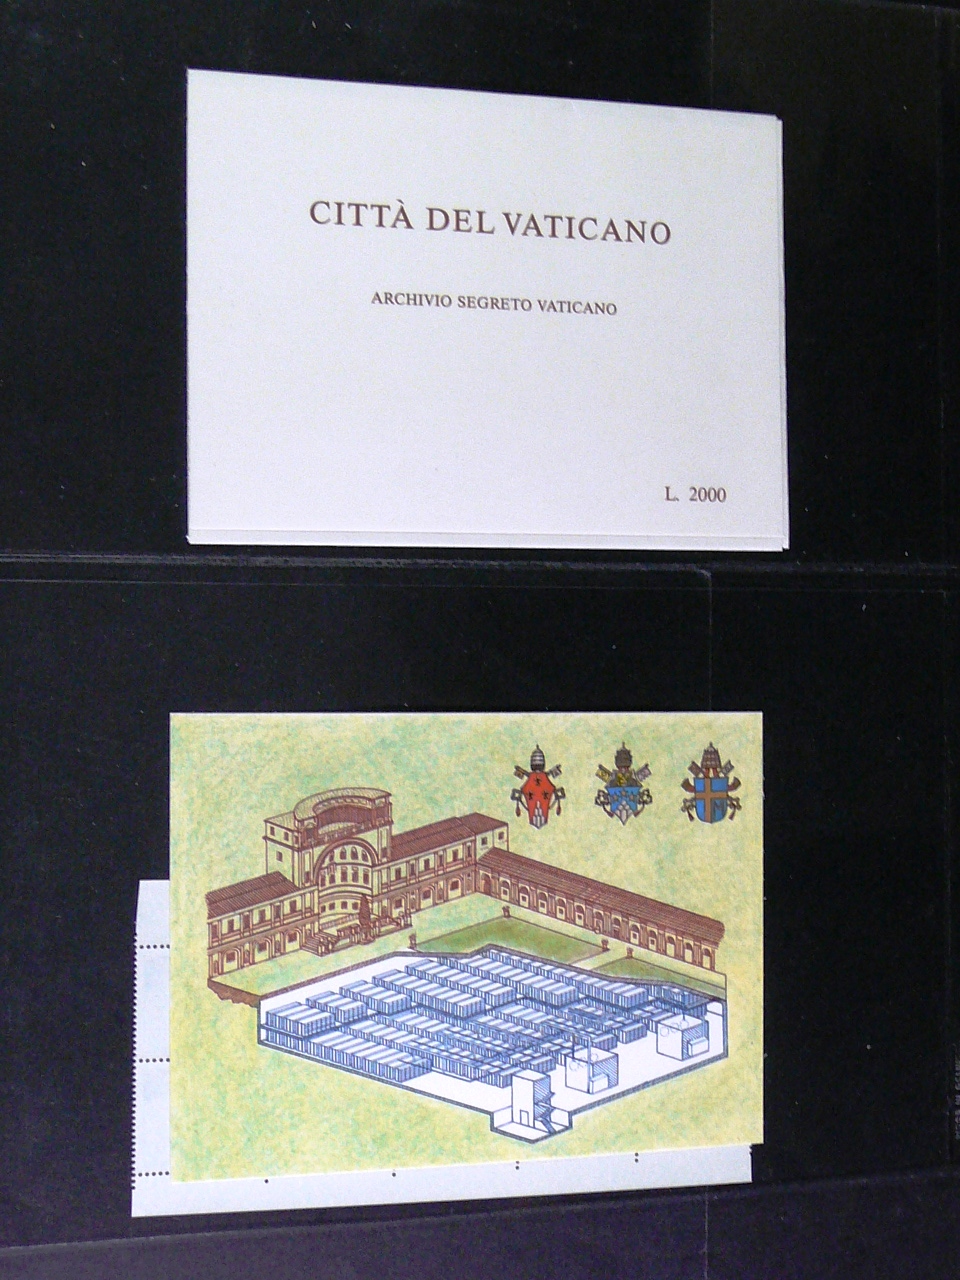 CITTÀ DEL VATICANO
ARCHIVIO SEGRETO VATICANO
L. 2000